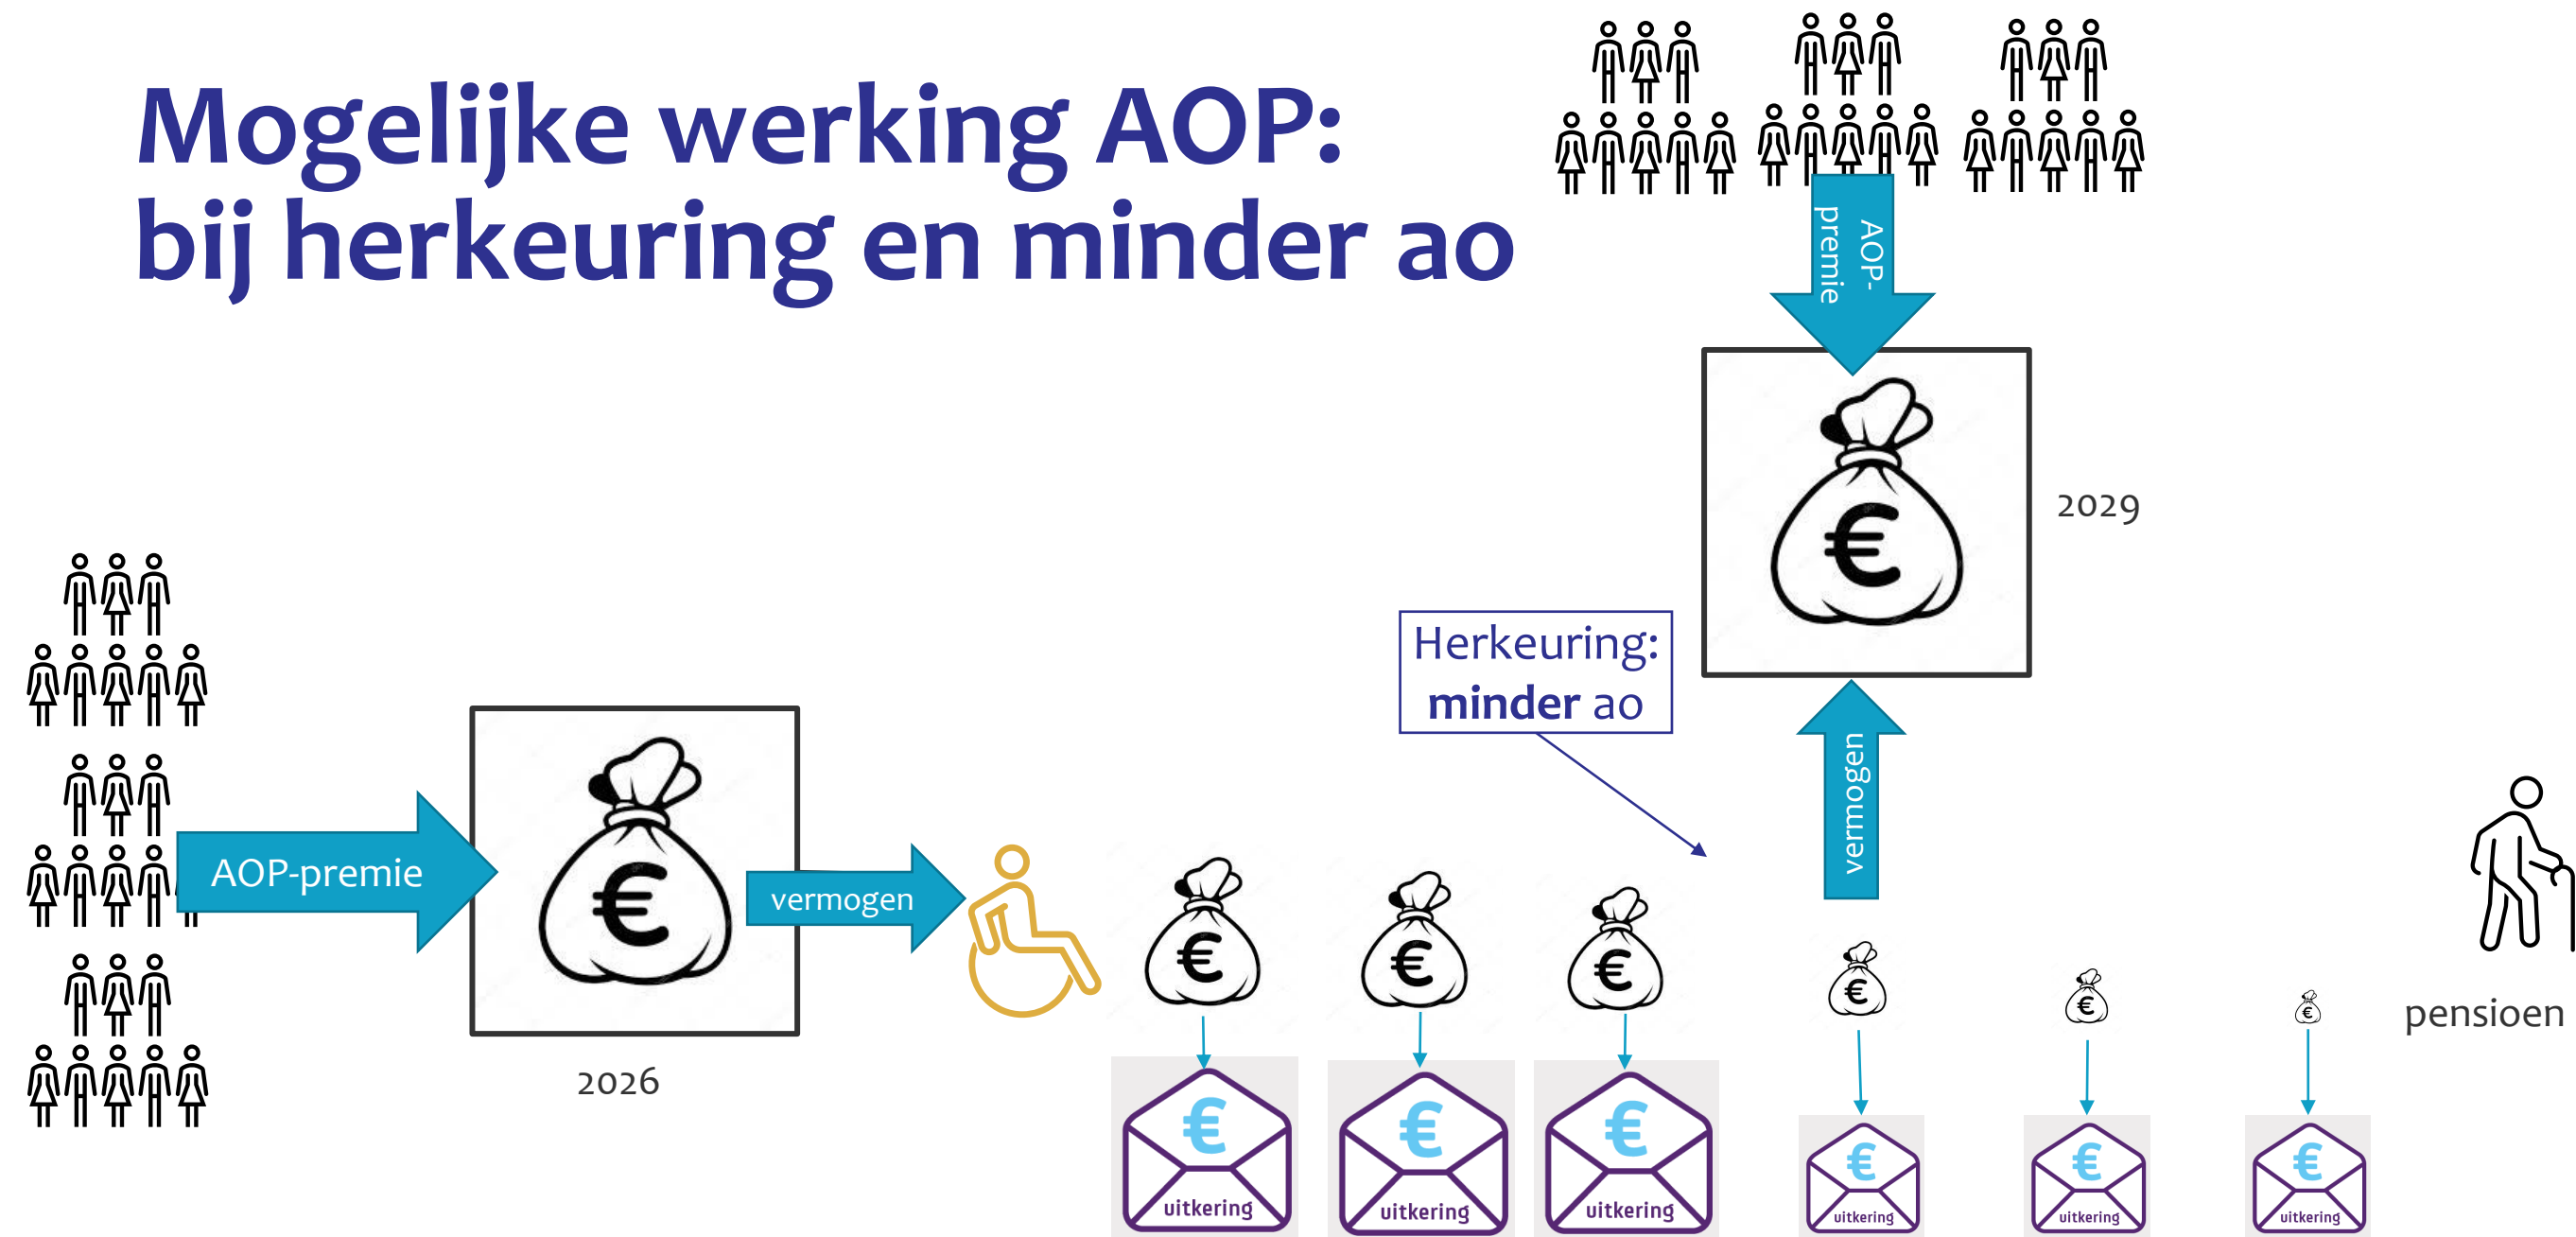 Mogelijke werking AOP:
bij herkeuring en minder ao
AOP-
premie
€
2029
Herkeuring:
minder ao
vermogen
AOP-premie
€
vermogen
2026
€
€
€
€
€
€
pensioen
€
uitkering
€
uitkering
€
uitkering
€
uitkering
€
uitkering
€
uitkering